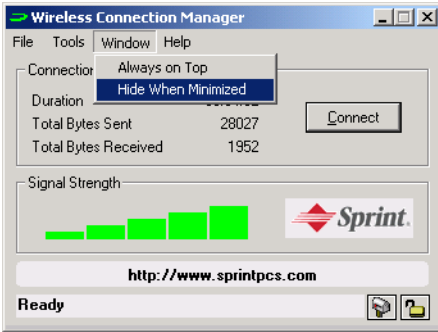 Wireless Connection Manager
File Tools Window Help
Always on Top
Hide When Minimized
Connection
Duration
Total Bytes Sent 28027
Connect
Total Bytes Received 1952
Signal Strength
Sprint.
http://www.sprintpcs.com
Ready